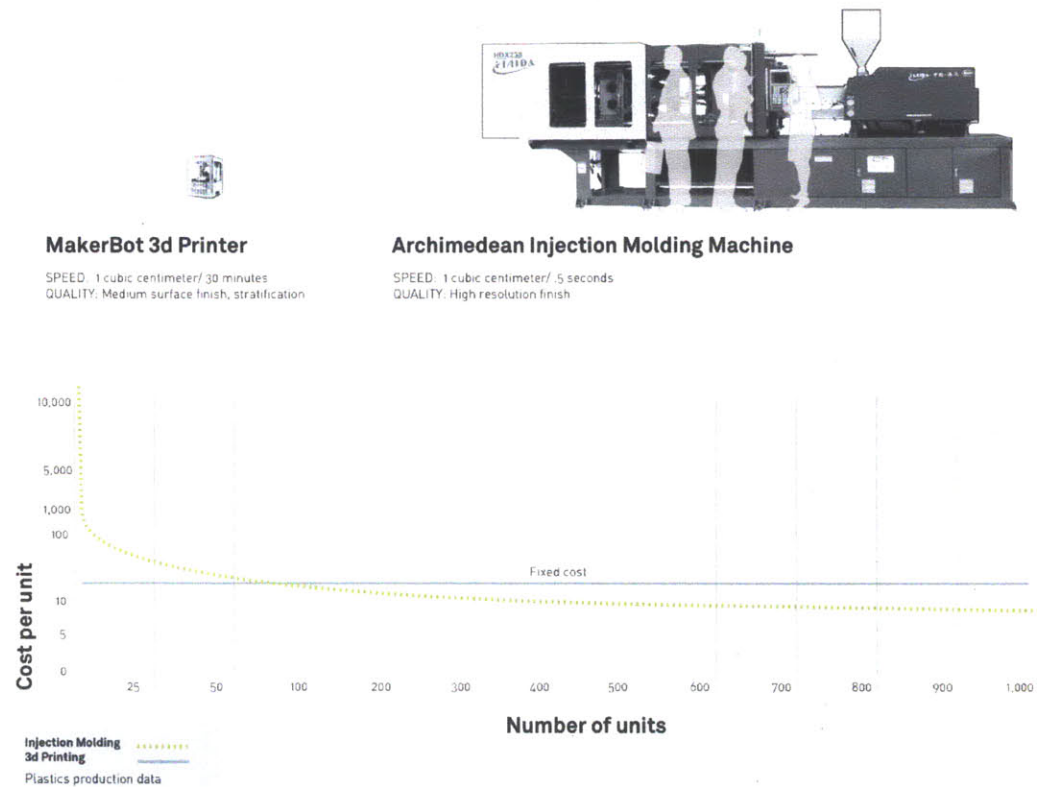 MakerBot 3d Printer
SPEED: 1 cubic centimeter/ 30 minutes
QUALITY: Medium surface finish, stratification
Archimedean Injection Molding Machine
SPEED: 1 cubic centimeter/ .5 seconds
QUALITY: High resolution finish
Cost per unit
10,000
5,000
1,000
100
10
5
0
Fixed cost
25 50 100 200 300 400 500 600 700 800 900 1,000
Number of units
Injection Molding
3d Printing
Plastics production data